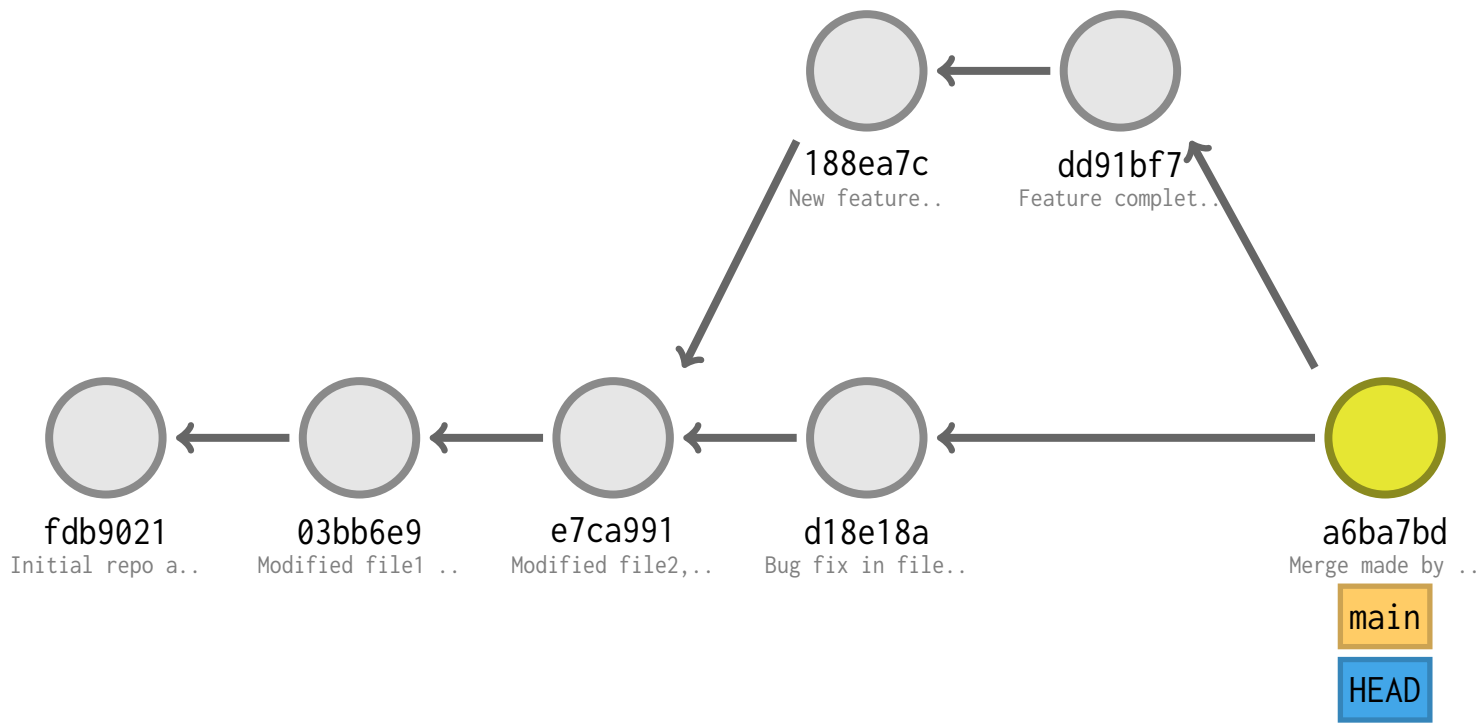 188ea7c
New feature..
dd91bf7
Feature complet..
fdb9021
Initial repo a..
03bb6e9
Modified file1 ..
e7ca991
Modified file2,..
d18e18a
Bug fix in file..
a6ba7bd
Merge made by ..
main
HEAD